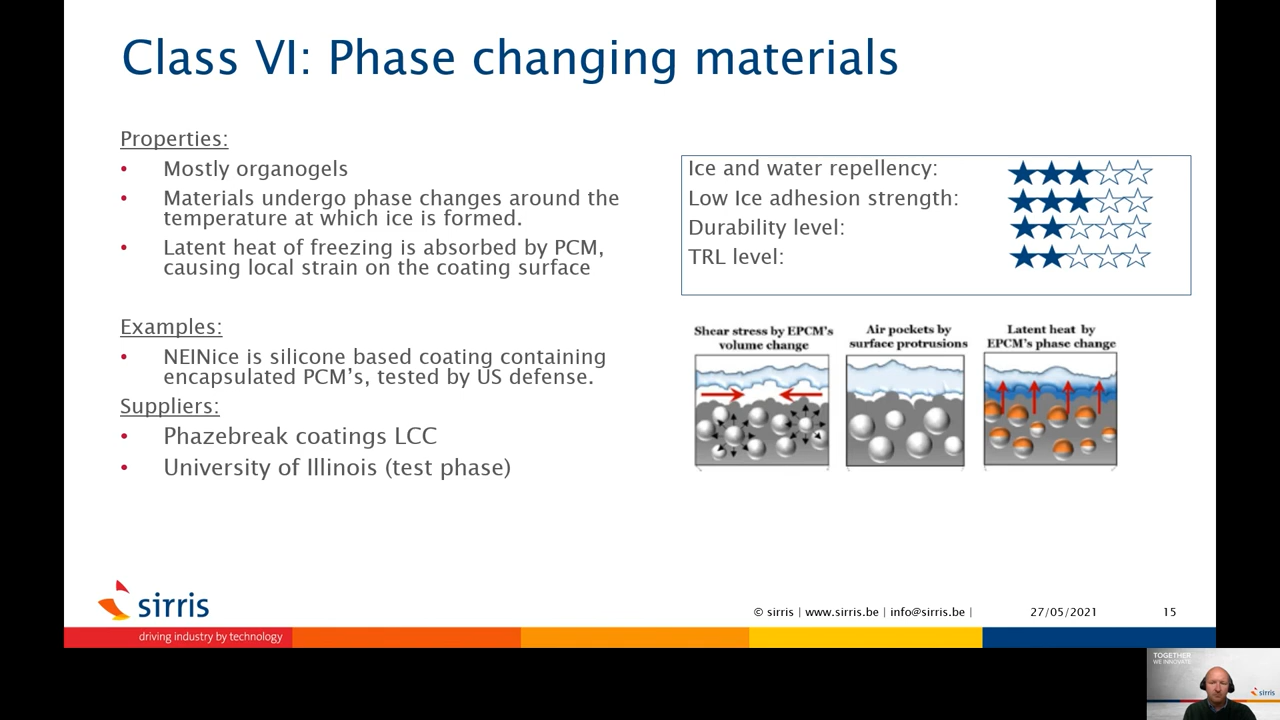 Class VI: Phase changing materials
Properties:
• Mostly organogels
• Materials undergo phase changes around the
temperature at which ice is formed.
• Latent heat of freezing is absorbed by PCM,
causing local strain on the coating surface
Examples:
• NEINice is silicone based coating containing
encapsulated PCM's, tested by US defense.
Suppliers:
• Phazebreak coatings LCC
• University of Illinois (test phase)
Ice and water repellency:
Low Ice adhesion strength:
Durability level:
TRL level:
Shear stress by EPCM's
volume change
Air pockets by
surface protrusions
Latent heat by
EPCM's phase change
sirris
driving industry by technology
© sirris | www.sirris.be | info@sirris.be |
27/05/2021
15
TOGETHER
WE INNOVATE
sirris